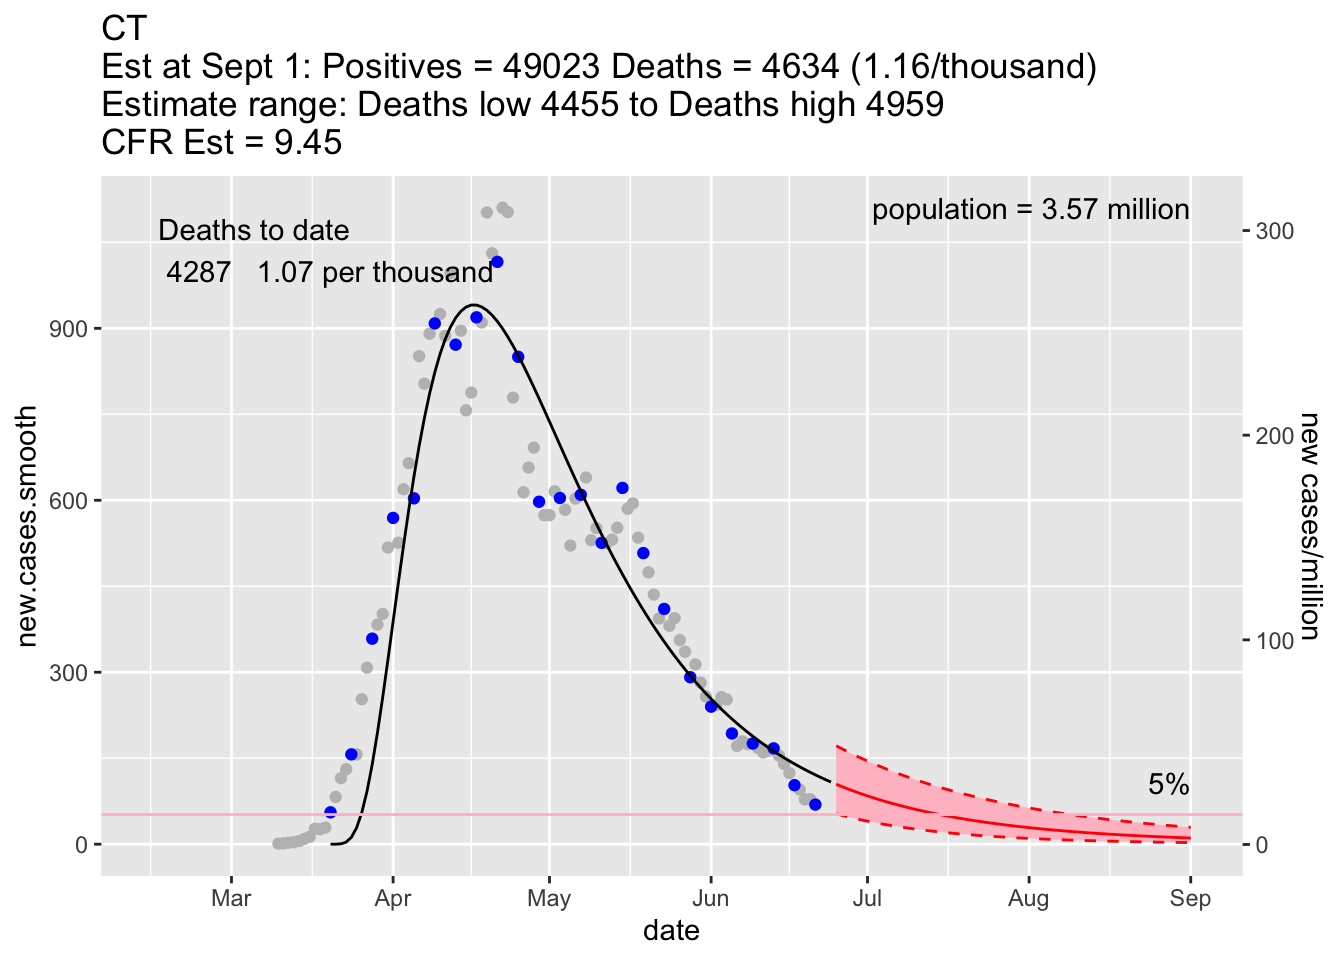 CT
Est at Sept 1: Positives = 49023 Deaths = 4634 (1.16/thousand)
Estimate range: Deaths low 4455 to Deaths high 4959
CFR Est = 9.45
Deaths to date
4287 1.07 per thousand
population = 3.57 million
5%
new.cases.smooth
900
600
300
0
300
200
100
0
new cases/million
Mar Apr May Jun Jul Aug Sep
date